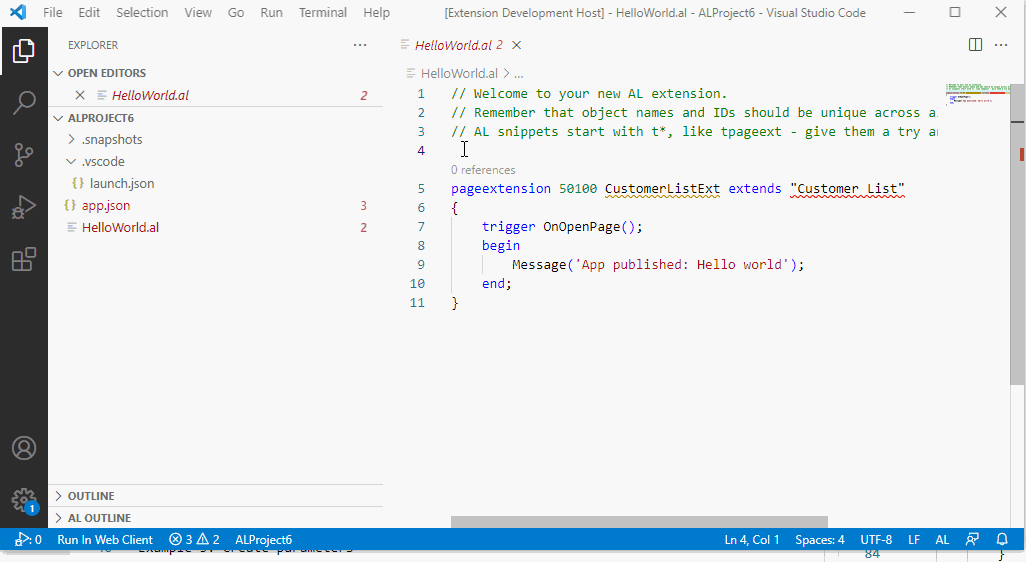 File Edit Selection View Go Run Terminal Help [Extension Development Host] - HelloWorld.al - ALProject6 - Visual Studio Code
EXPLORER
OPEN EDITORS
HelloWorld.al 2
ALPROJECT6
.snapshots
.vscode
{} launch.json
{} app.json 3
HelloWorld.al 2
OUTLINE
AL OUTLINE
1
HelloWorld.al 2
HelloWorld.al > ...
1 // Welcome to your new AL extension.
2 // Remember that object names and IDs should be unique across a
3 // AL snippets start with t*, like tpageext - give them a try an
4
0 references
5 pageextension 50100 CustomerListExt extends "Customer List"
6 {
7 trigger OnOpenPage();
8 begin
9 Message('App published: Hello world');
10 end;
11 }
0 Run In Web Client 3 2 ALProject6 Ln 4, Col 1 Spaces: 4 UTF-8 LF AL
84 }